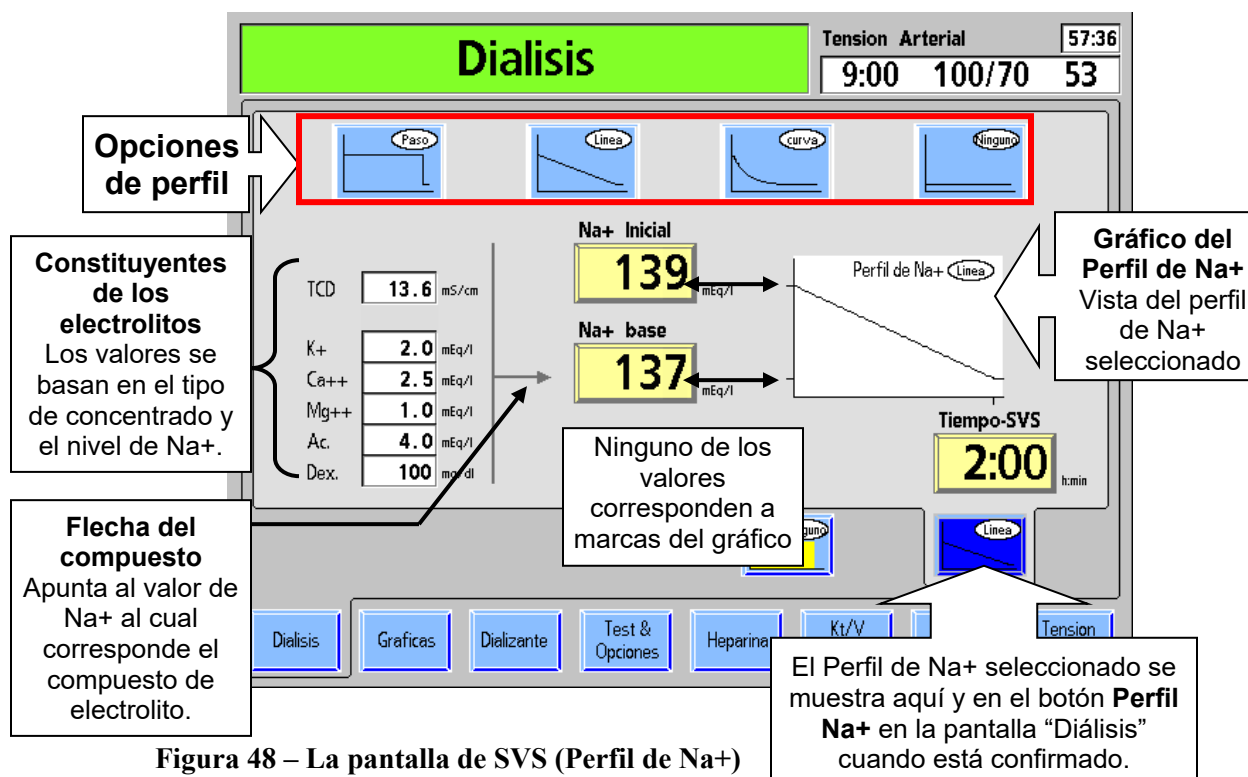 Dialisis
Tension Arterial
57:36
9:00 100/70 53
Opciones
de perfil
Paso
Linea
curva
Ninguno
Constituyentes
de los
electrolitos
Los valores se
basan en el tipo
de concentrado y
el nivel de Na+.
TCD 13.6 mS/cm
K+ 2.0 mEq/l
Ca++ 2.5 mEq/l
Mg++ 1.0 mEq/l
Ac. 4.0 mEq/l
Dex. 100 mg/dl
Na+ Inicial
139 mEq/l
Na+ base
137 mEq/l
Perfil de Na+ Linea
Gráfico del
Perfil de Na+
Vista del perfil
de Na+
seleccionado
Tiempo-SVS
2:00 h:min
Ninguno de los
valores
corresponden a
marcas del gráfico
Flecha del
compuesto
Apunta al valor de
Na+ al cual
corresponde el
compuesto de
electrolito.
Linea
Dialisis
Graficas
Dializante
Test &
Opciones
Heparina
Kt/V
Tension
El Perfil de Na+ seleccionado se
muestra aquí y en el botón Perfil
Na+ en la pantalla “Diálisis”
cuando está confirmado.
Figura 48 – La pantalla de SVS (Perfil de Na+)